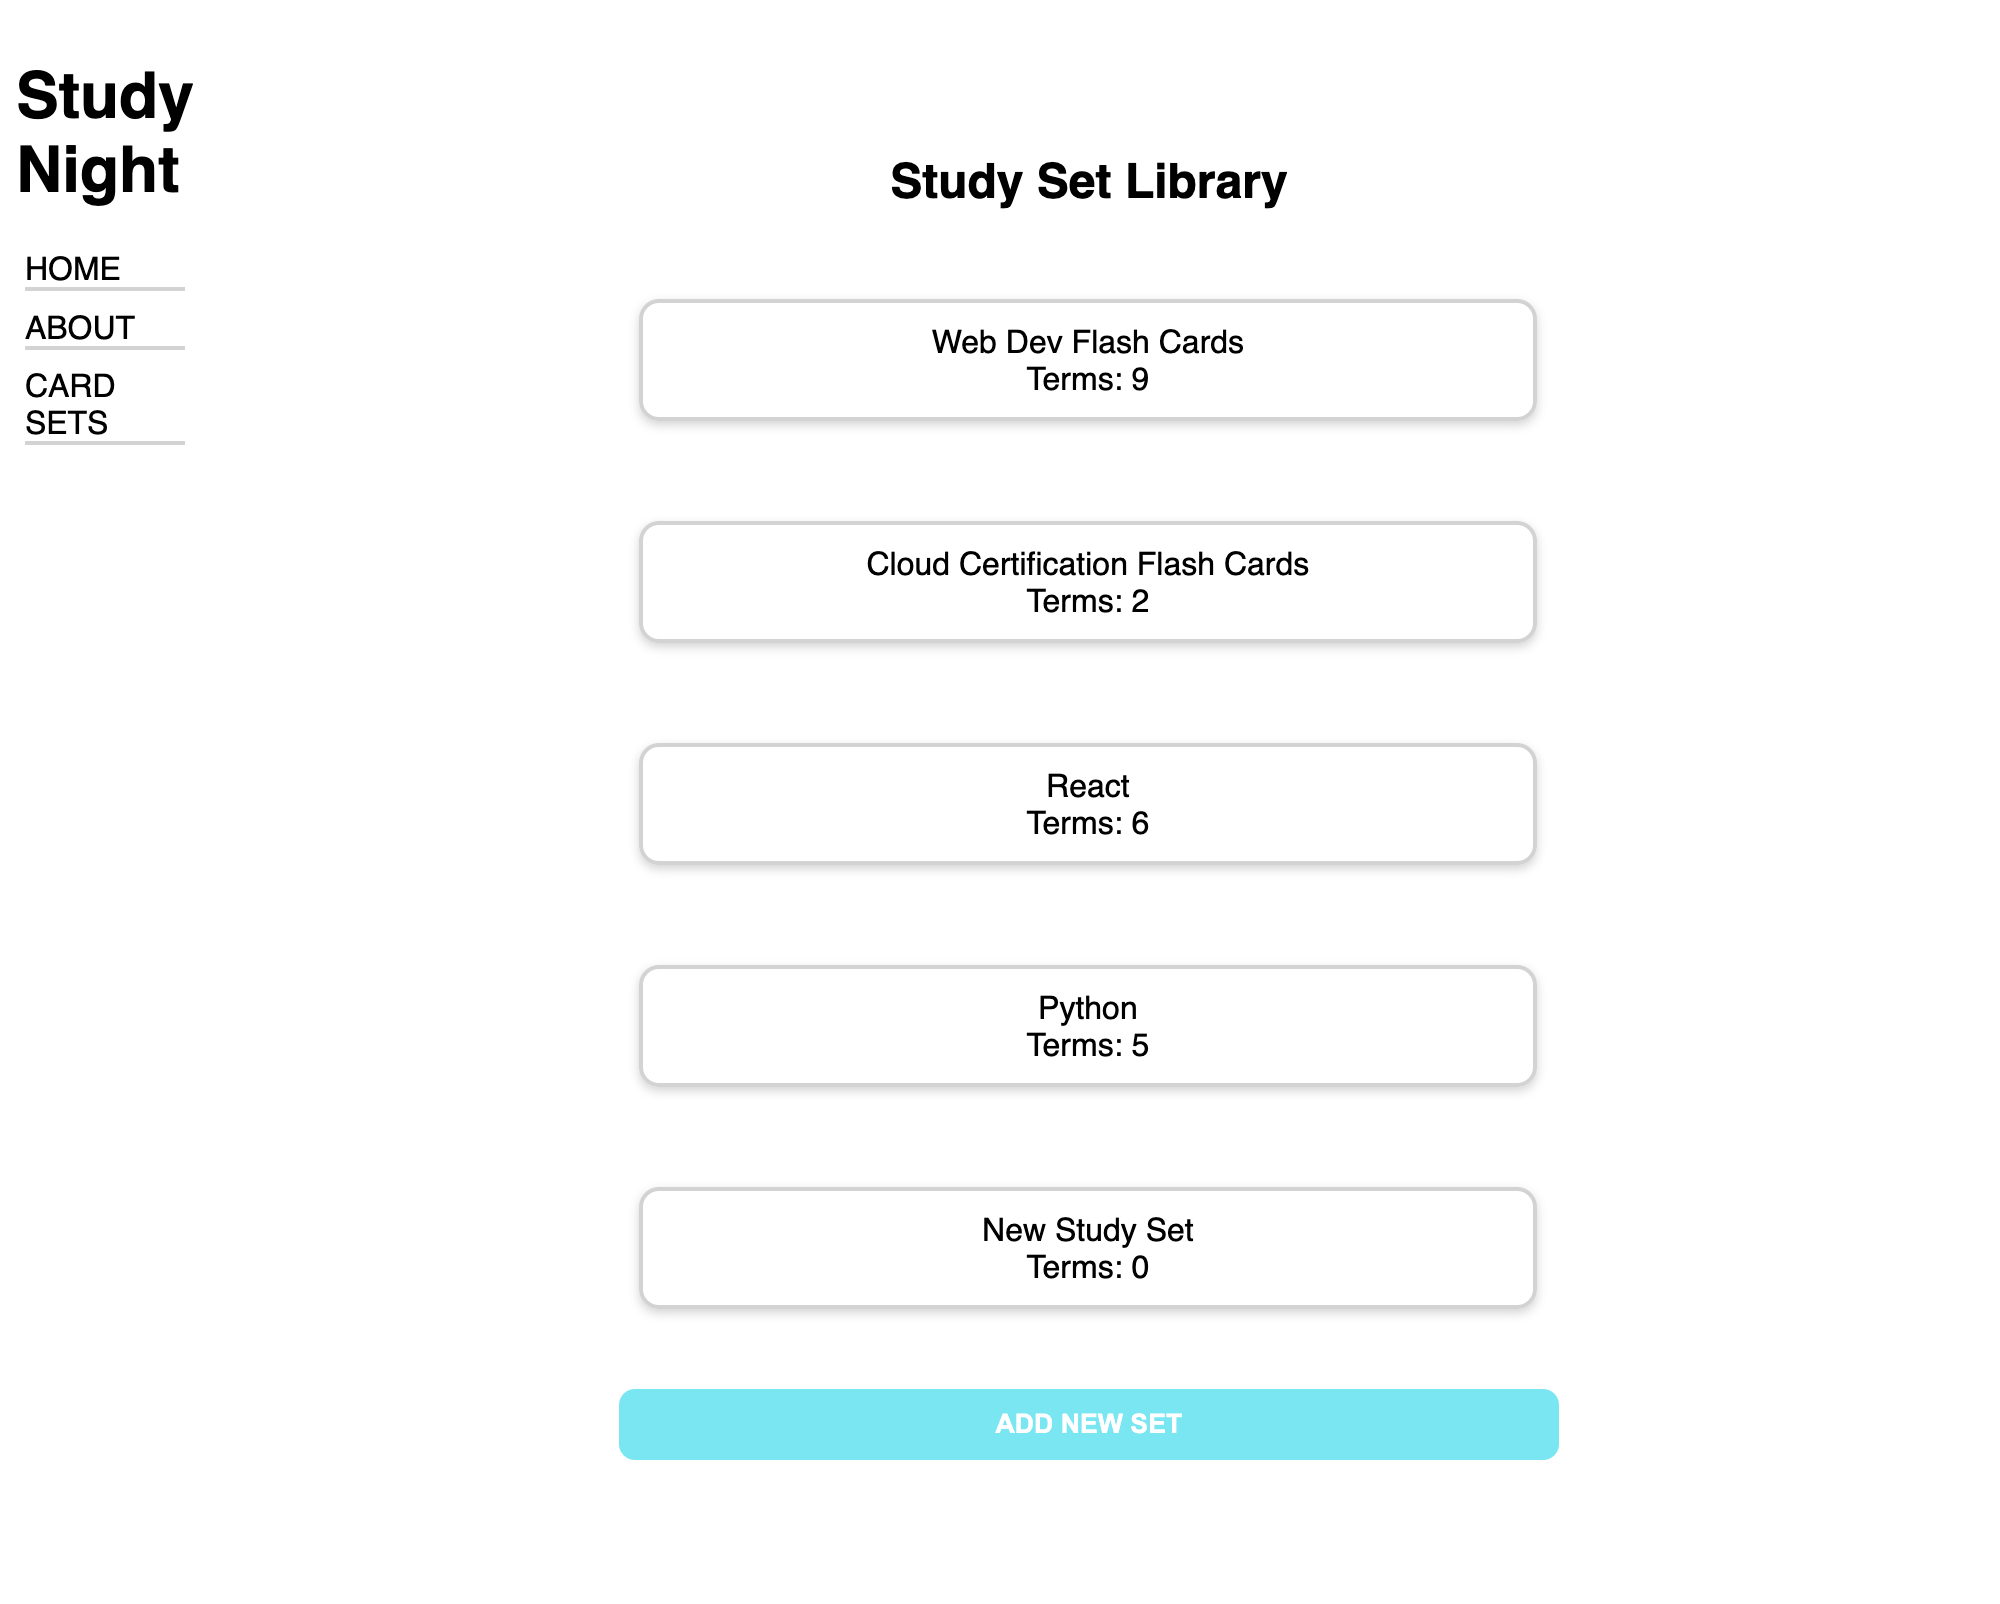 Study
Night
HOME
ABOUT
CARD
SETS
Study Set Library
Web Dev Flash Cards
Terms: 9
Cloud Certification Flash Cards
Terms: 2
React
Terms: 6
Python
Terms: 5
New Study Set
Terms: 0
ADD NEW SET